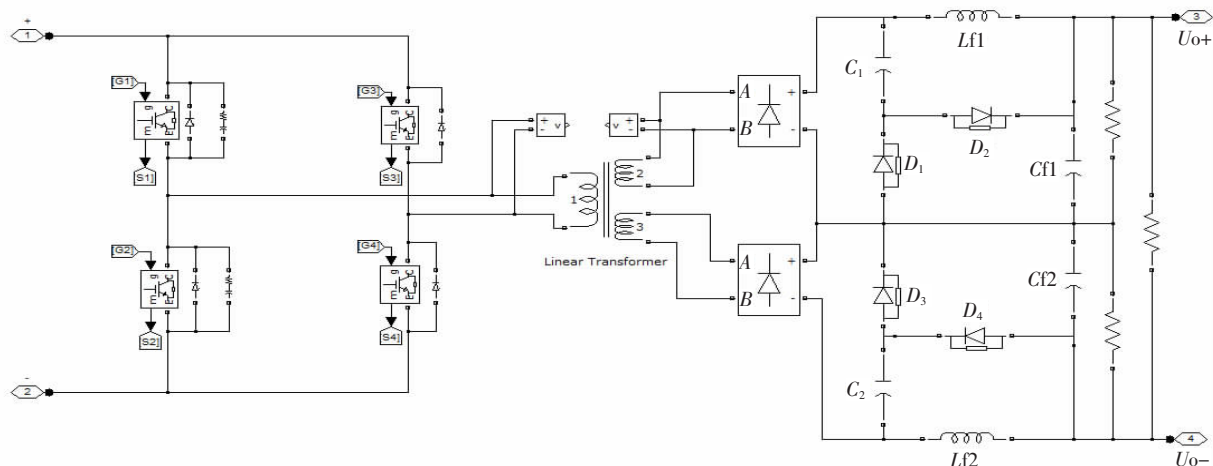 +
1
3
Uo+
Lf1
C1
[G1]
[G3]
g
C
m
E
g
C
m
E
S1]
S3]
+
-
v
+
-
v
A
B
+
-
D2
D1
Cf1
1
2
3
Linear Transformer
[G2]
[G4]
g
C
m
E
g
C
m
E
S2]
S4]
A
B
+
-
D3
D4
Cf2
C2
-
2
4
Lf2
Uo−